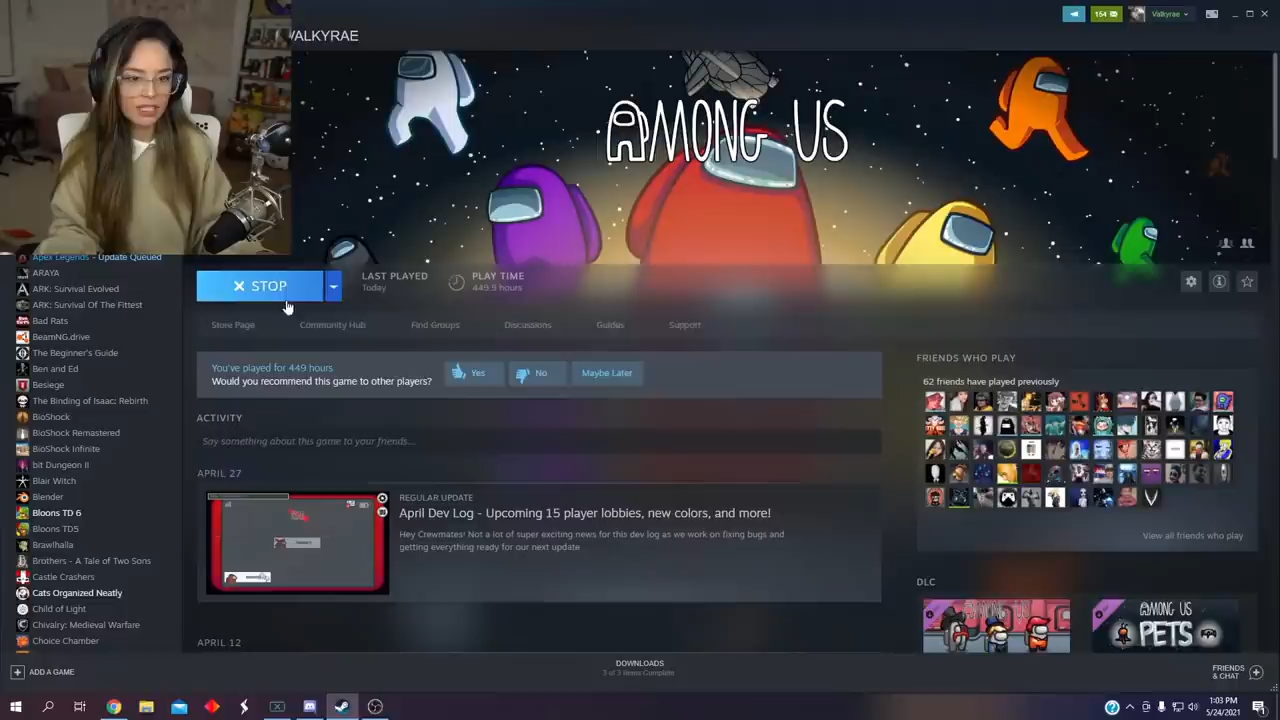 154
Valkyrae
VALKYRAE
AMONG US
Apex Legends - Update Queued
ARAYA
ARK: Survival Evolved
ARK: Survival Of The Fittest
Bad Rats
BeamNG.drive
The Beginner's Guide
Ben and Ed
Besiege
The Binding of Isaac: Rebirth
BioShock
BioShock Remastered
BioShock Infinite
bit Dungeon II
Blair Witch
Blender
Bloons TD 6
Bloons TD5
Brawlhalla
Brothers - A Tale of Two Sons
Castle Crashers
Cats Organized Neatly
Child of Light
Chivalry: Medieval Warfare
Choice Chamber
STOP
LAST PLAYED
Today
PLAY TIME
449.9 hours
Store Page
Community Hub
Find Groups
Discussions
Guides
Support
You've played for 449 hours
Would you recommend this game to other players?
Yes
No
Maybe Later
ACTIVITY
Say something about this game to your friends...
APRIL 27
REGULAR UPDATE
April Dev Log - Upcoming 15 player lobbies, new colors, and more!
Hey Crewmates! Not a lot of super exciting news for this dev log as we work on fixing bugs and
getting everything ready for our next update
APRIL 12
FRIENDS WHO PLAY
62 friends have played previously
View all friends who play
DLC
AMONG US
AMONG US
PETS
ADD A GAME
DOWNLOADS
3 of 3 Items Complete
FRIENDS
& CHAT
1:03 PM
5/24/2021